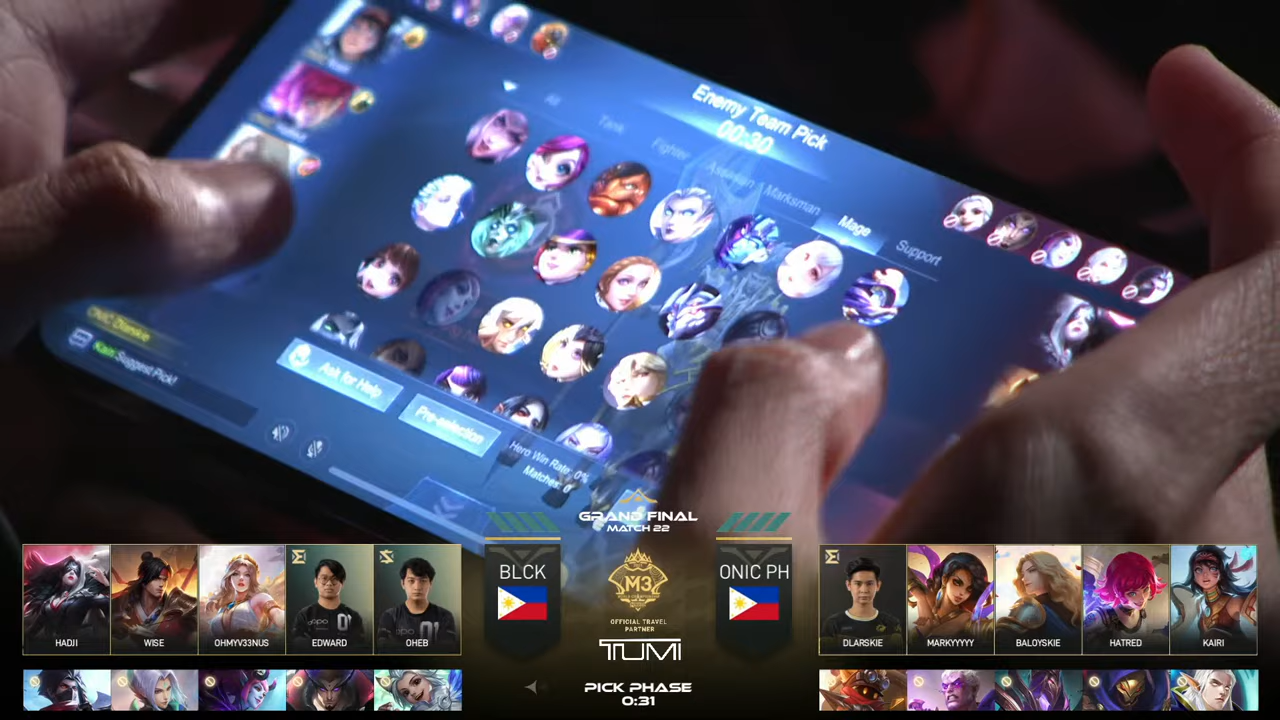 Enemy Team Pick
00:30
All
Tank
Fighter
Assassin
Marksman
Mage
Support
Suggest Pick!
Ask for Help
Pre-selection
Hero Win Rate: 0%
Matches: 0
GRAND FINAL
MATCH 22
BLCK
ONIC PH
M3
OFFICIAL TRAVEL
PARTNER
TUMI
HADJI
WISE
OHMYV33NUS
EDWARD
OHEB
DLARSKIE
MARKYYYYY
BALOYSKIE
HATRED
KAIRI
PICK PHASE
0:31